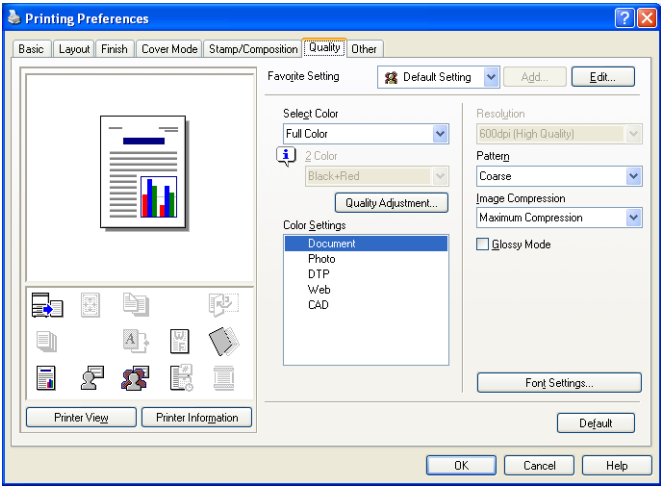 Printing Preferences
Basic Layout Finish Cover Mode Stamp/Composition Quality Other
Favorite Setting Default Setting Add... Edit...
Select Color
Full Color
2 Color
Black+Red
Quality Adjustment...
Color Settings
Document
Photo
DTP
Web
CAD
Resolution
600dpi (High Quality)
Pattern
Coarse
Image Compression
Maximum Compression
Glossy Mode
Font Settings...
Printer View Printer Information
Default
OK Cancel Help